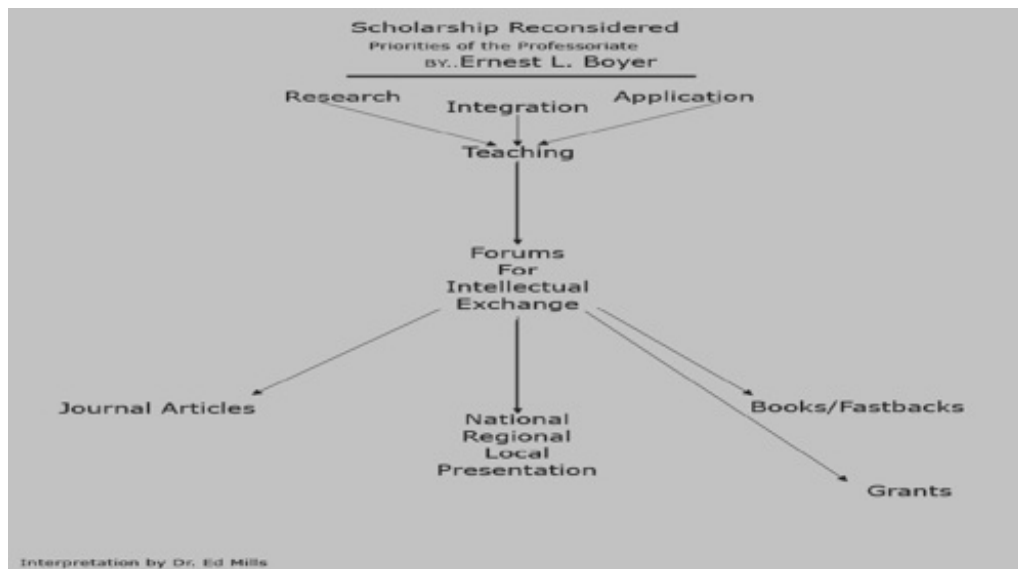 Scholarship Reconsidered
Priorities of the Professoriate
BY..Ernest L. Boyer
Research
Integration
Application
Teaching
Forums
For
Intellectual
Exchange
Journal Articles
National
Regional
Local
Presentation
Books/Fastbacks
Grants
Interpretation by Dr. Ed Mills